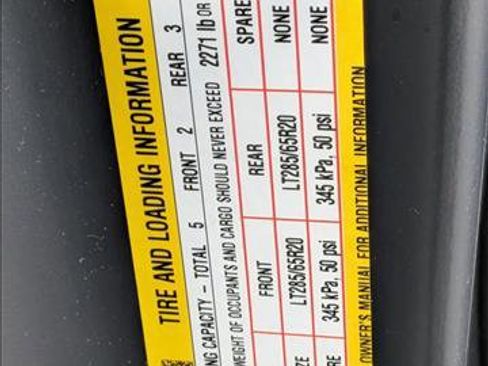 TIRE AND LOADING INFORMATION
NG CAPACITY – TOTAL 5 FRONT 2 REAR 3
WEIGHT OF OCCUPANTS AND CARGO SHOULD NEVER EXCEED 2271 lb OR
FRONT REAR SPARE
ZE LT285/65R20 LT285/65R20 NONE
RE 345 kPa, 50 psi 345 kPa, 50 psi NONE
OWNER'S MANUAL FOR ADDITIONAL INFORMATION